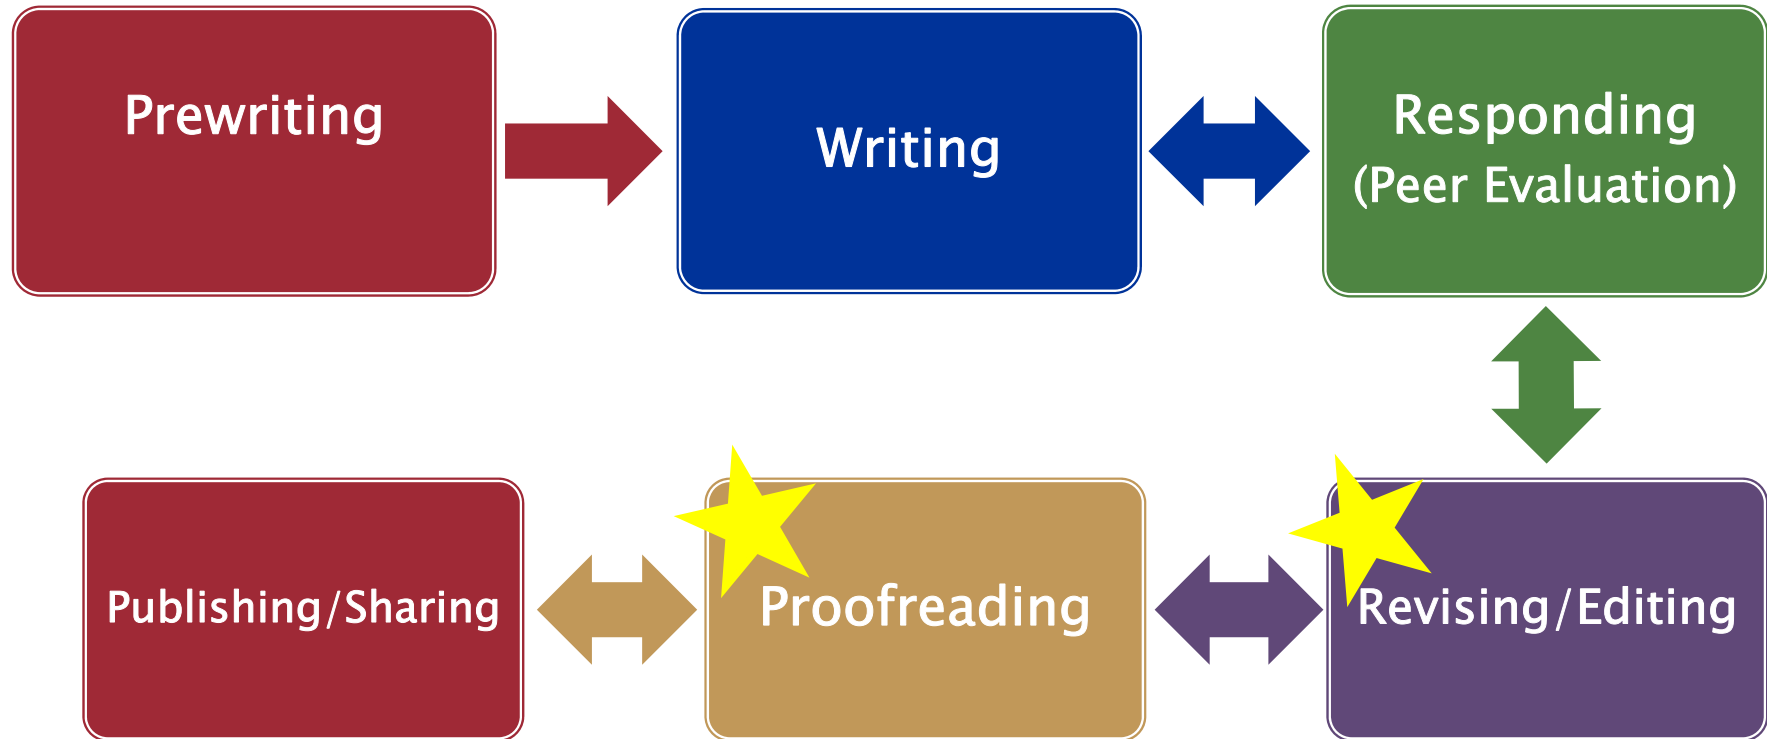 Prewriting
Writing
Responding
(Peer Evaluation)
Publishing/Sharing
Proofreading
Revising/Editing